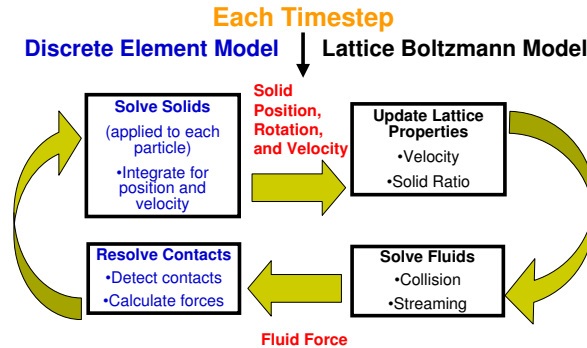 Each Timestep
Discrete Element Model
Lattice Boltzmann Model
Solve Solids
(applied to each
particle)
•Integrate for
position and
velocity
Solid
Position,
Rotation,
and Velocity
Update Lattice
Properties
•Velocity
•Solid Ratio
Resolve Contacts
•Detect contacts
•Calculate forces
Solve Fluids
•Collision
•Streaming
Fluid Force